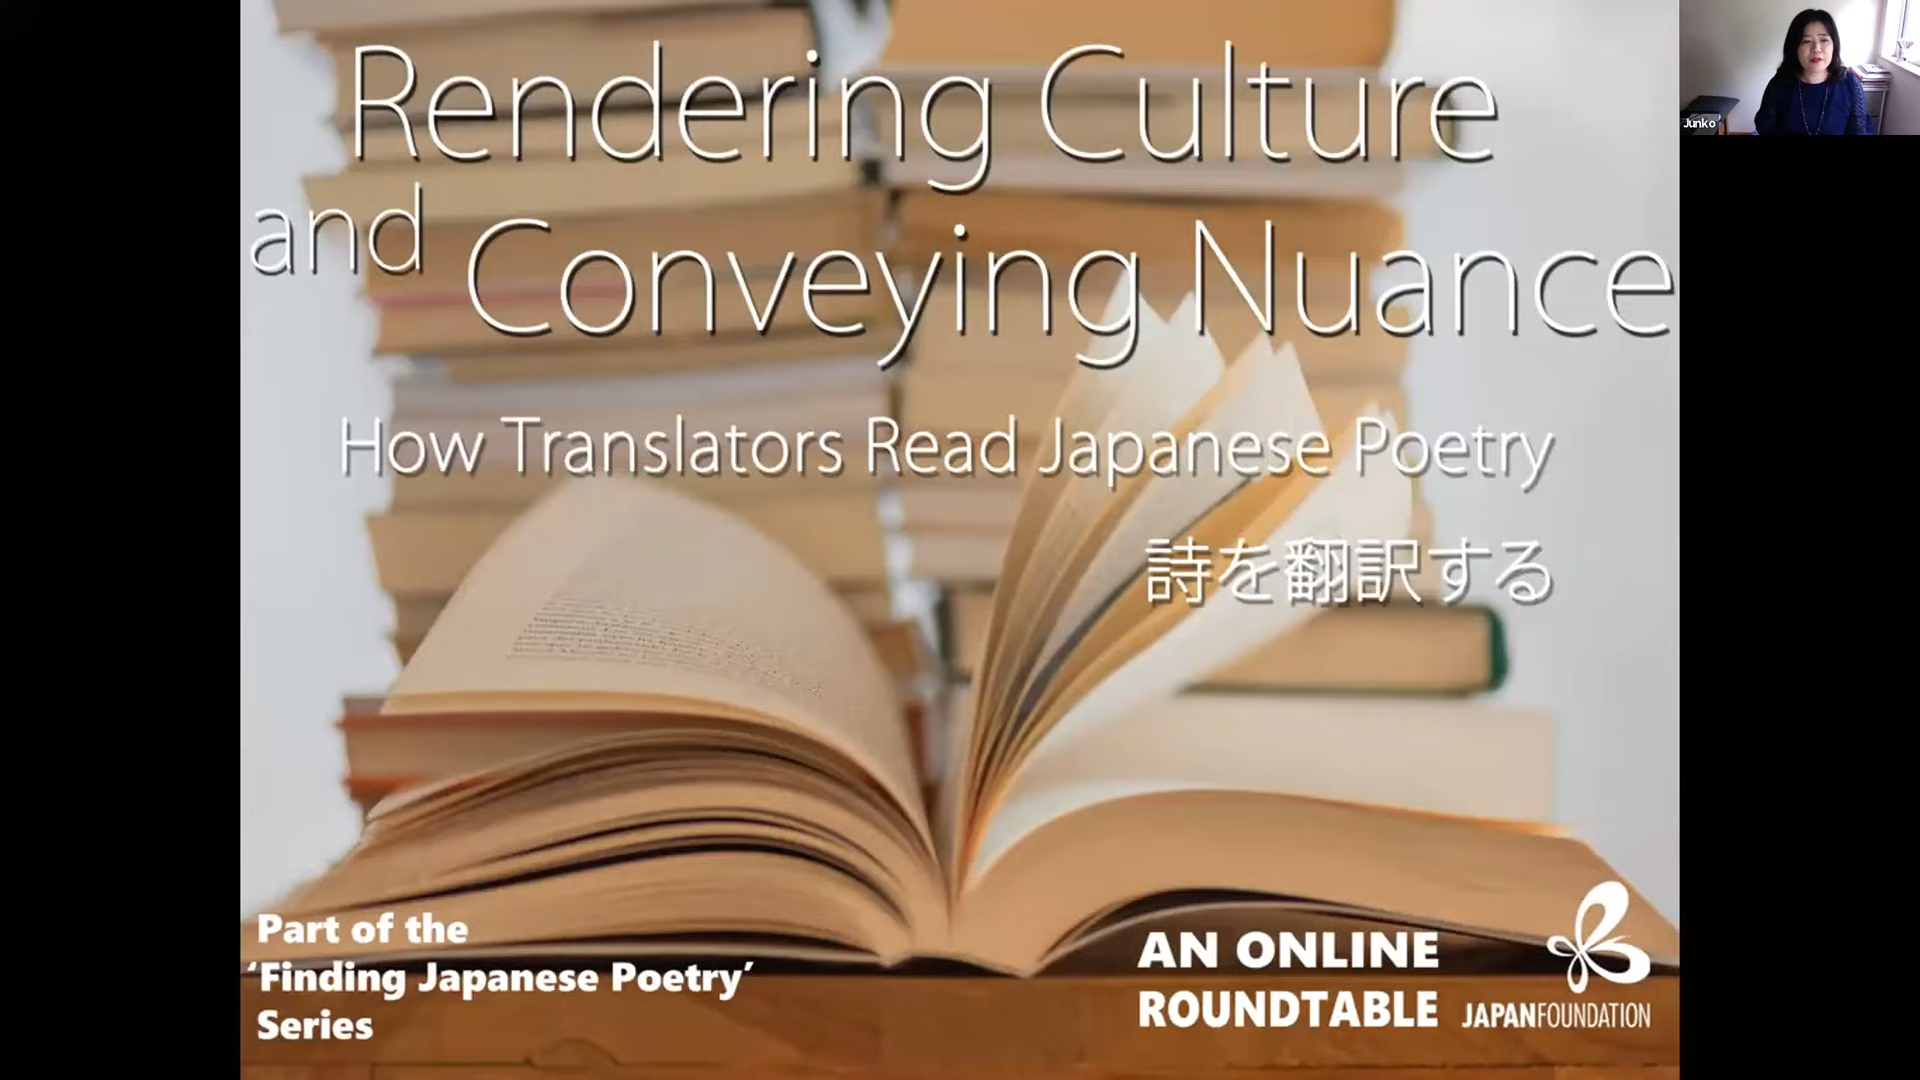 Rendering Culture
and Conveying Nuance
How Translators Read Japanese Poetry
詩を翻訳する
Part of the
‘Finding Japanese Poetry’
Series
AN ONLINE
ROUNDTABLE
JAPANFOUNDATION
Junko